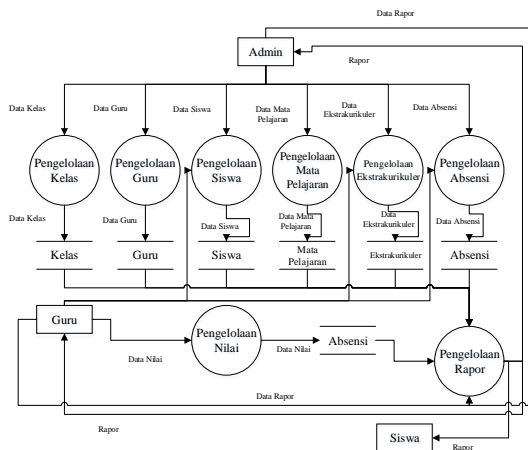 Data Rapor
Admin
Rapor
Data Kelas
Data Guru
Data Siswa
Data Mata
Pelajaran
Data
Ekstrakurikuler
Data Absensi
Pengelolaan
Kelas
Pengelolaan
Guru
Pengelolaan
Siswa
Pengelolaan
Mata
Pelajaran
Pengelolaan
Ekstrakurikuler
Pengelolaan
Absensi
Data Kelas
Data Guru
Data Siswa
Data Mata
Pelajaran
Data
Ekstrakurikuler
Data Absensi
Kelas
Guru
Siswa
Mata
Pelajaran
Ekstrakurikuler
Absensi
Guru
Pengelolaan
Nilai
Absensi
Pengelolaan
Rapor
Data Nilai
Data Nilai
Data Rapor
Rapor
Siswa
Rapor